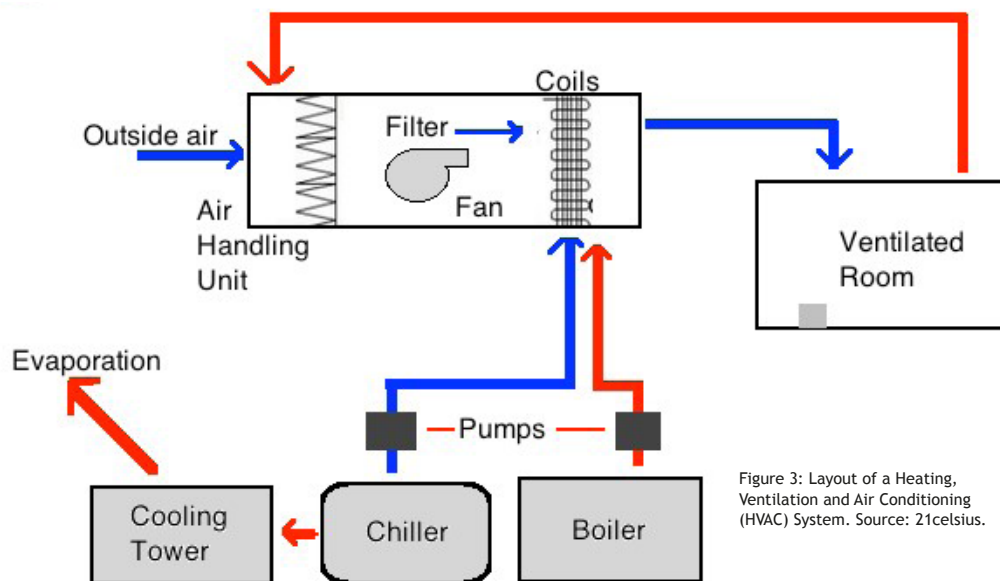 Coils
Outside air
Filter
Fan
Air
Handling
Unit
Ventilated
Room
Evaporation
Pumps
Cooling
Tower
Chiller
Boiler
Figure 3: Layout of a Heating,
Ventilation and Air Conditioning
(HVAC) System. Source: 21celsius.